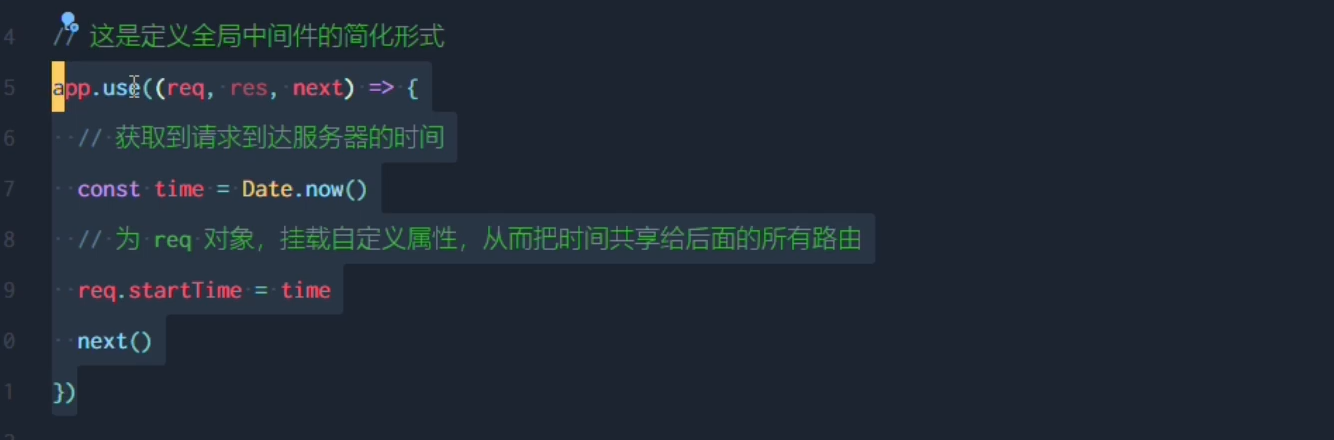 4 // 这是定义全局中间件的简化形式
5 app.use((req, res, next) => {
6   // 获取到请求到达服务器的时间
7   const time = Date.now()
8   // 为 req 对象，挂载自定义属性，从而把时间共享给后面的所有路由
9   req.startTime = time
0   next()
1 })